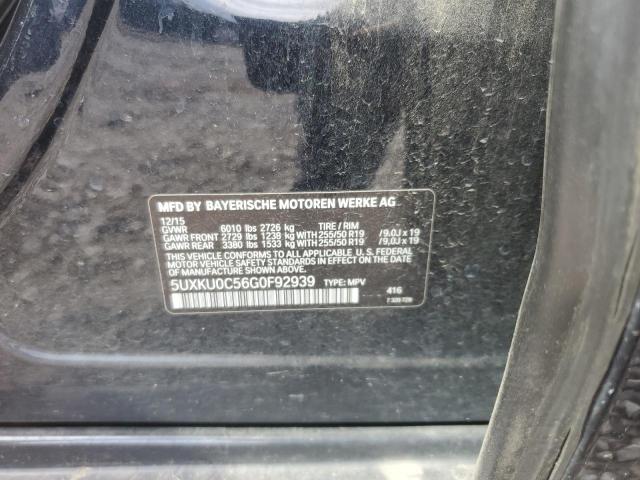 MFD BY BAYERISCHE MOTOREN WERKE AG
12/15
GVWR 6010 lbs 2726 kg TIRE / RIM
GAWR FRONT 2729 lbs 1238 kg WITH 255/50 R19 /9.0J x 19
GAWR REAR 3380 lbs 1533 kg WITH 255/50 R19 /9.0J x 19
THIS VEHICLE CONFORMS TO ALL APPLICABLE U.S. FEDERAL
MOTOR VEHICLE SAFETY STANDARDS IN EFFECT ON THE DATE
OF MANUFACTURE SHOWN ABOVE.
5UXKU0C56G0F92939 TYPE: MPV
416